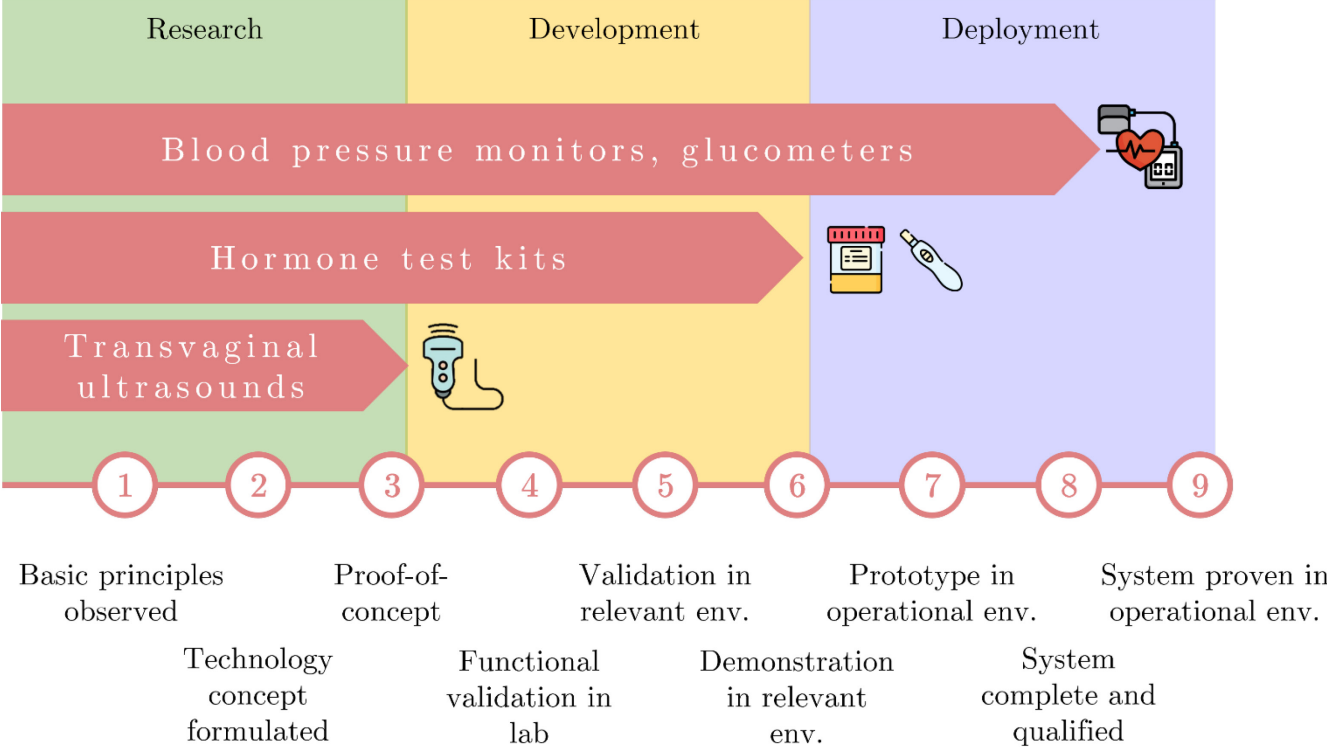 Research
Development
Deployment
Blood pressure monitors, glucometers
Hormone test kits
Transvaginal
ultrasounds
1
2
3
4
5
6
7
8
9
Basic principles
observed
Technology
concept
formulated
Proof-of-
concept
Functional
validation in
lab
Validation in
relevant env.
Demonstration
in relevant
env.
Prototype in
operational env.
System
complete and
qualified
System proven in
operational env.